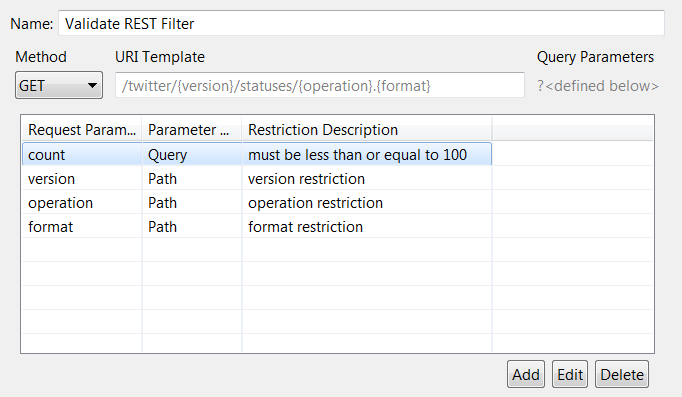 Name: Validate REST Filter
Method URI Template Query Parameters
GET /twitter/{version}/statuses/{operation}.{format} ?<defined below>
Request Param... Parameter ... Restriction Description
count Query must be less than or equal to 100
version Path version restriction
operation Path operation restriction
format Path format restriction
Add Edit Delete